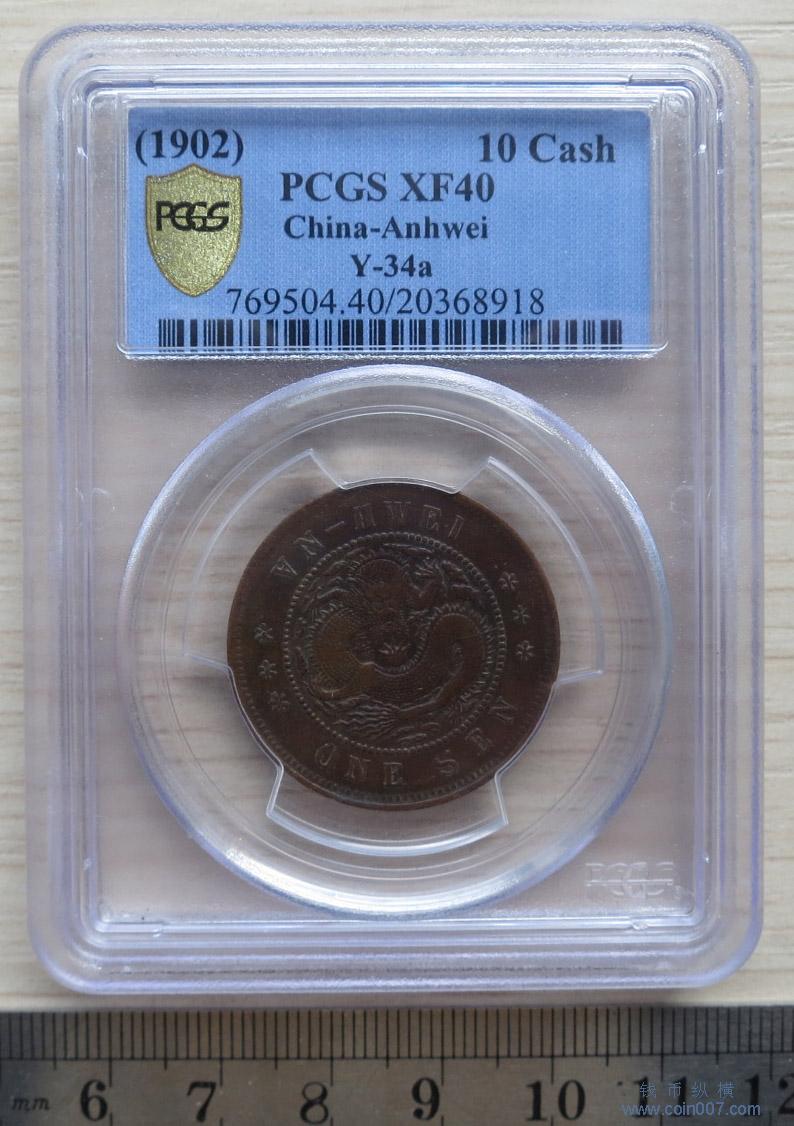 (1902) 10 Cash
PCGS PCGS XF40
China-Anhwei
Y-34a
769504.40/20368918
AN-HWEI
ONE SEN
PCGS
mm 6 7 8 9 10 11 12
钱币纵横
www.coin007.com